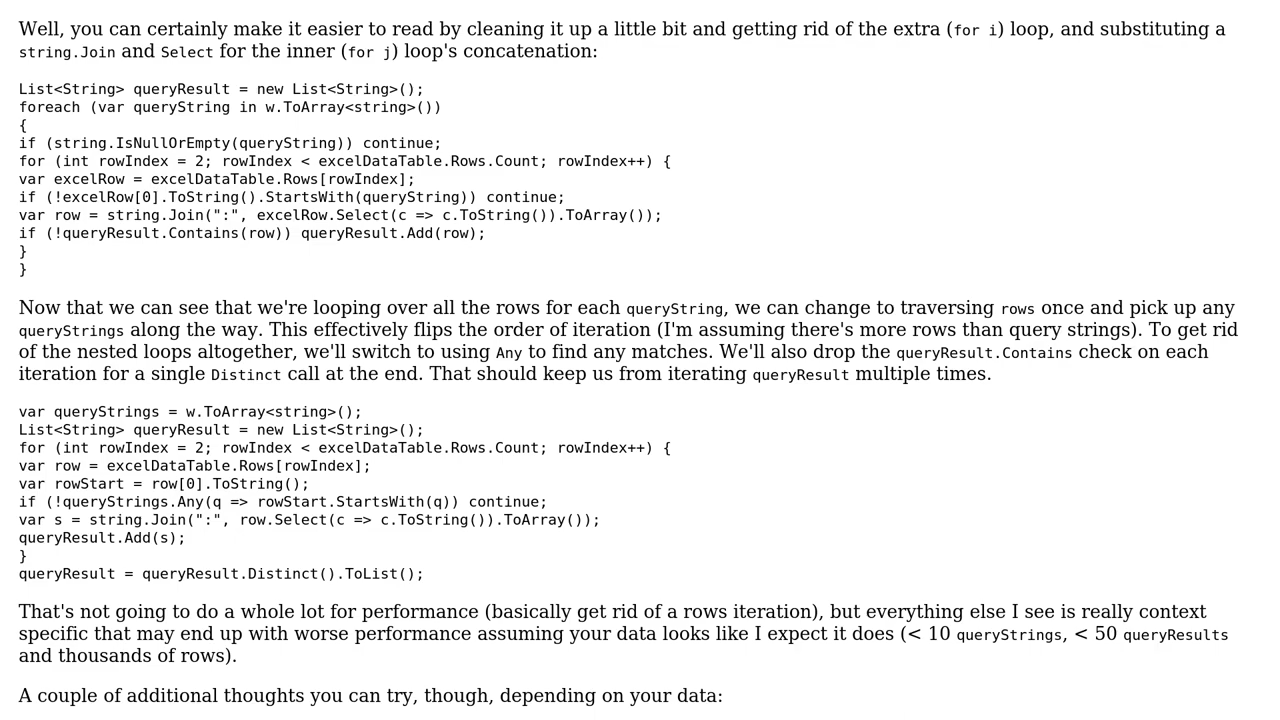 Well, you can certainly make it easier to read by cleaning it up a little bit and getting rid of the extra (for i) loop, and substituting a
string.Join and Select for the inner (for j) loop's concatenation:
List<String> queryResult = new List<String>();
foreach (var queryString in w.ToArray<string>())
{
if (string.IsNullOrEmpty(queryString)) continue;
for (int rowIndex = 2; rowIndex < excelDataTable.Rows.Count; rowIndex++) {
var excelRow = excelDataTable.Rows[rowIndex];
if (!excelRow[0].ToString().StartsWith(queryString)) continue;
var row = string.Join(":", excelRow.Select(c => c.ToString()).ToArray());
if (!queryResult.Contains(row)) queryResult.Add(row);
}
}
Now that we can see that we're looping over all the rows for each queryString, we can change to traversing rows once and pick up any
queryStrings along the way. This effectively flips the order of iteration (I'm assuming there's more rows than query strings). To get rid
of the nested loops altogether, we'll switch to using Any to find any matches. We'll also drop the queryResult.Contains check on each
iteration for a single Distinct call at the end. That should keep us from iterating queryResult multiple times.
var queryStrings = w.ToArray<string>();
List<String> queryResult = new List<String>();
for (int rowIndex = 2; rowIndex < excelDataTable.Rows.Count; rowIndex++) {
var row = excelDataTable.Rows[rowIndex];
var rowStart = row[0].ToString();
if (!queryStrings.Any(q => rowStart.StartsWith(q)) continue;
var s = string.Join(":", row.Select(c => c.ToString()).ToArray());
queryResult.Add(s);
}
queryResult = queryResult.Distinct().ToList();
That's not going to do a whole lot for performance (basically get rid of a rows iteration), but everything else I see is really context
specific that may end up with worse performance assuming your data looks like I expect it does (< 10 queryStrings, < 50 queryResults
and thousands of rows).
A couple of additional thoughts you can try, though, depending on your data: